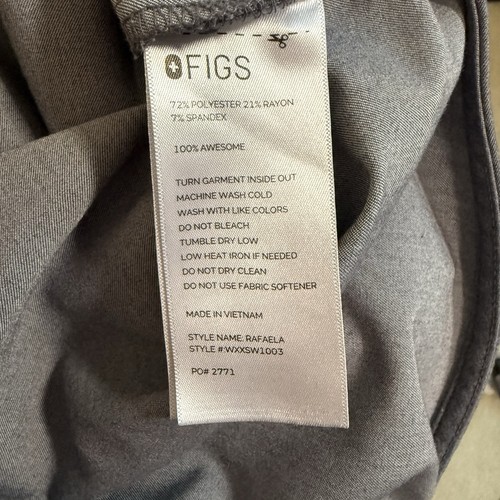 FIGS
72% POLYESTER 21% RAYON
7% SPANDEX
100% AWESOME
TURN GARMENT INSIDE OUT
MACHINE WASH COLD
WASH WITH LIKE COLORS
DO NOT BLEACH
TUMBLE DRY LOW
LOW HEAT IRON IF NEEDED
DO NOT DRY CLEAN
DO NOT USE FABRIC SOFTENER
MADE IN VIETNAM
STYLE NAME: RAFAELA
STYLE #:WXXSW1003
PO# 2771